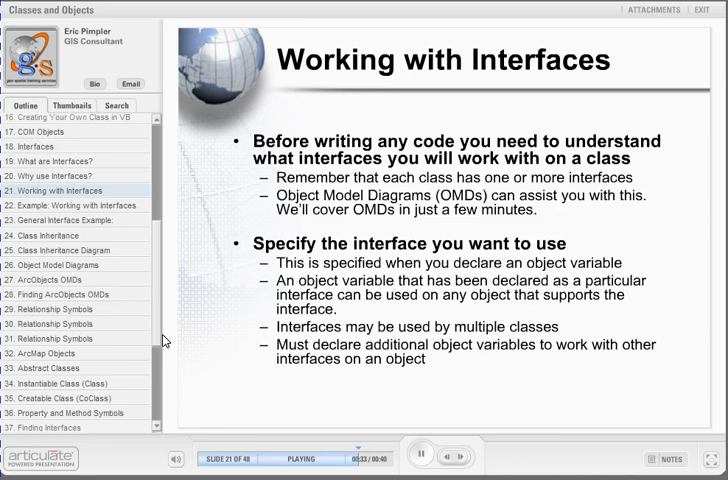 Classes and Objects
ATTACHMENTS
EXIT
Eric Pimpler
GIS Consultant
g·s
geo spatial training services
Bio
Email
Outline
Thumbnails
Search
16. Creating Your Own Class in VB
17. COM Objects
18. Interfaces
19. What are Interfaces?
20. Why use Interfaces?
21. Working with Interfaces
22. Example: Working with Interfaces
23. General Interface Example:
24. Class Inheritance
25. Class Inheritance Diagram
26. Object Model Diagrams
27. ArcObjects OMDs
28. Finding ArcObjects OMDs
29. Relationship Symbols
30. Relationship Symbols
31. Relationship Symbols
32. ArcMap Objects
33. Abstract Classes
34. Instantiable Class (Class)
35. Creatable Class (CoClass)
36. Property and Method Symbols
37. Finding Interfaces
Working with Interfaces
• Before writing any code you need to understand
what interfaces you will work with on a class
– Remember that each class has one or more interfaces
– Object Model Diagrams (OMDs) can assist you with this.
We'll cover OMDs in just a few minutes.
• Specify the interface you want to use
– This is specified when you declare an object variable
– An object variable that has been declared as a particular
interface can be used on any object that supports the
interface.
– Interfaces may be used by multiple classes
– Must declare additional object variables to work with other
interfaces on an object
articulate
POWERED PRESENTATION
SLIDE 21 OF 48
PLAYING
00:33 / 00:40
NOTES